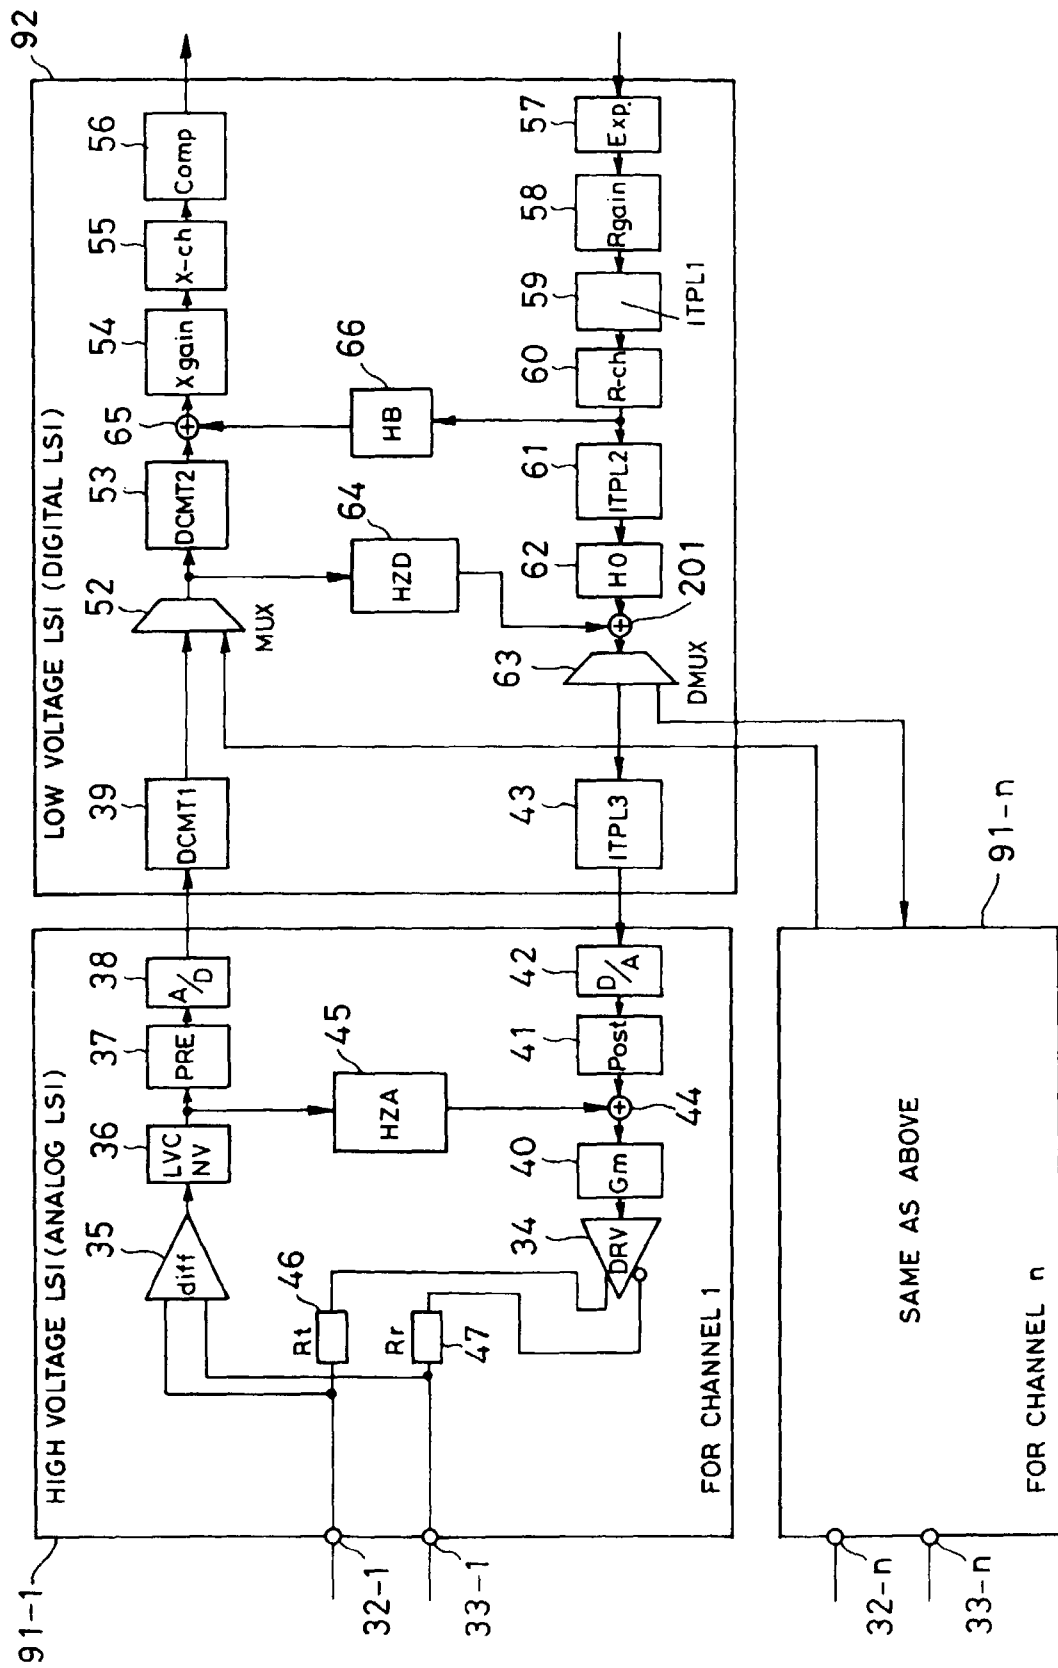 91-1
HIGH VOLTAGE LSI (ANALOG LSI)
35
diff
36
LVC
NV
37
PRE
38
A/D
45
HZA
46
Rt
Rr
47
34
DRV
40
Gm
44
41
Post
42
D/A
32-1
33-1
FOR CHANNEL 1
92
LOW VOLTAGE LSI (DIGITAL LSI)
39
DCMT1
52
MUX
53
DCMT2
65
54
Xgain
55
X-ch
56
Comp
64
HZD
66
HB
43
ITPL3
63
DMUX
201
62
HO
61
ITPL2
60
R-ch
59
ITPL1
58
Rgain
57
Exp.
91-n
SAME AS ABOVE
32-n
33-n
FOR CHANNEL n